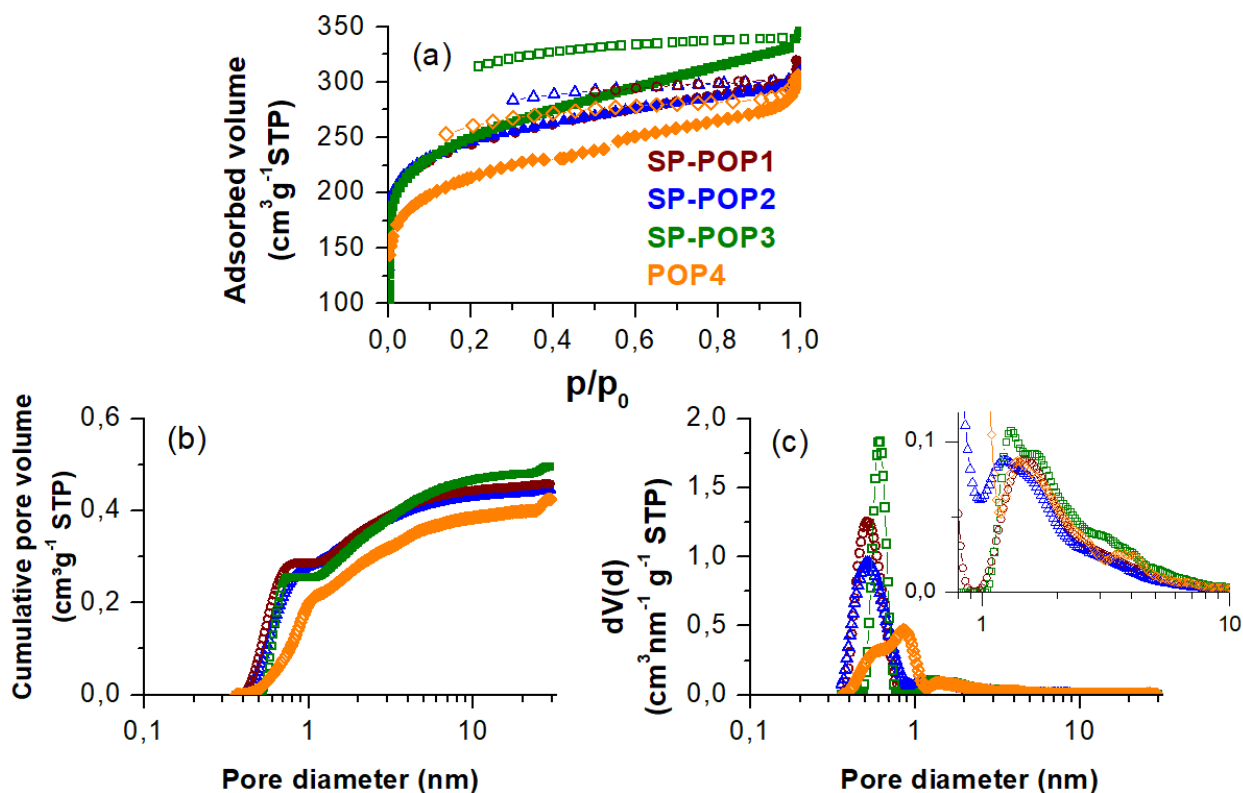 350
300
250
200
150
100
Adsorbed volume
(cm³g⁻¹STP)
(a)
SP-POP1
SP-POP2
SP-POP3
POP4
0,0 0,2 0,4 0,6 0,8 1,0
p/p₀
0,6
0,4
0,2
0.0
Cumulative pore volume
(cm³g⁻¹ STP)
(b)
0,1 1 10
Pore diameter (nm)
2,0
1,5
1,0
0,5
0.0
dV(d)
(cm³nm⁻¹ g⁻¹ STP)
(c)
0,1
0,0
1 10
0,1 1 10
Pore diameter (nm)